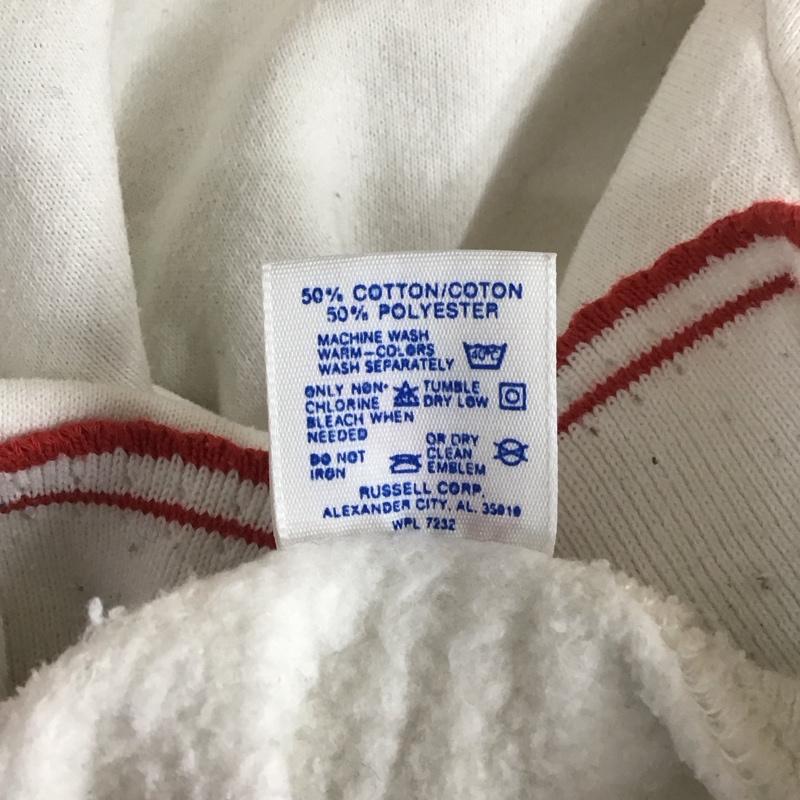 50% COTTON/COTON
50% POLYESTER
MACHINE WASH
WARM-COLORS
WASH SEPARATELY
40°C
ONLY NON-
CHLORINE
BLEACH WHEN
NEEDED
TUMBLE
DRY LOW
DO NOT
IRON
OR DRY
CLEAN
EMBLEM
RUSSELL CORP.
ALEXANDER CITY, AL. 35010
WPL 7232